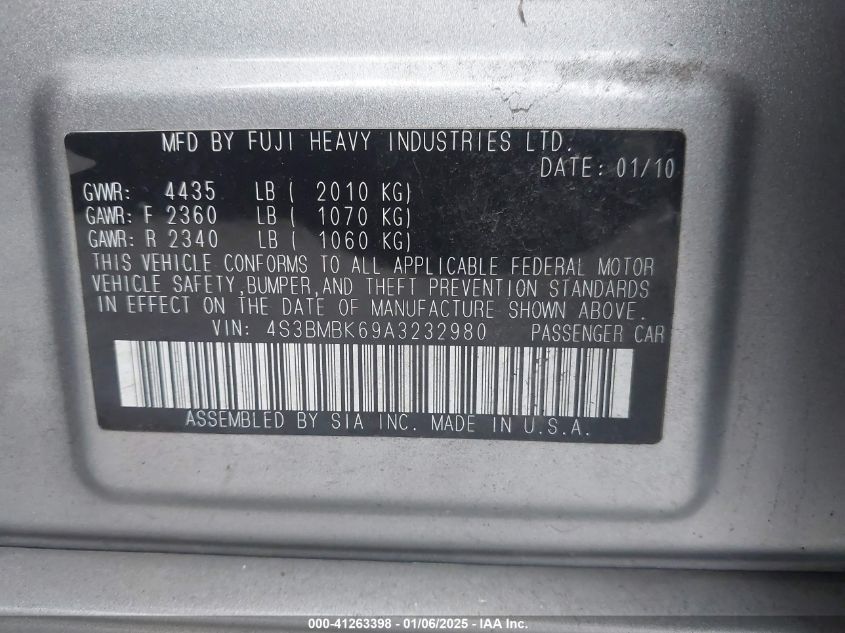 MFD BY FUJI HEAVY INDUSTRIES LTD.
DATE: 01/10
GVWR: 4435 LB ( 2010 KG)
GAWR: F 2360 LB ( 1070 KG)
GAWR: R 2340 LB ( 1060 KG)
THIS VEHICLE CONFORMS TO ALL APPLICABLE FEDERAL MOTOR
VEHICLE SAFETY,BUMPER,AND THEFT PREVENTION STANDARDS
IN EFFECT ON THE DATE OF MANUFACTURE SHOWN ABOVE.
VIN: 4S3BMBK69A3232980 PASSENGER CAR
ASSEMBLED BY SIA INC. MADE IN U.S.A.
000-41263398 - 01/06/2025 - IAA Inc.